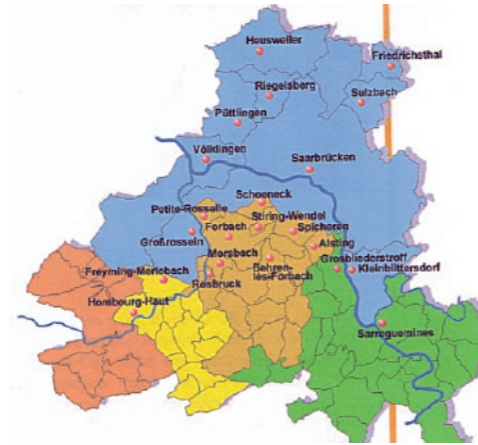 Heusweiler
Friedrichsthal
Riegelsberg
Sulzbach
Püttlingen
Völklingen
Saarbrücken
Schoeneck
Petite-Rosselle
Stiring-Wendel
Forbach
Spicheren
Großrosseln
Alsting
Morsbach
Grosbliederstroff
Freyming-Merlebach
Behren-
les-Forbach
Kleinblittersdorf
Rosbruck
Hombourg-Haut
Sarreguemines